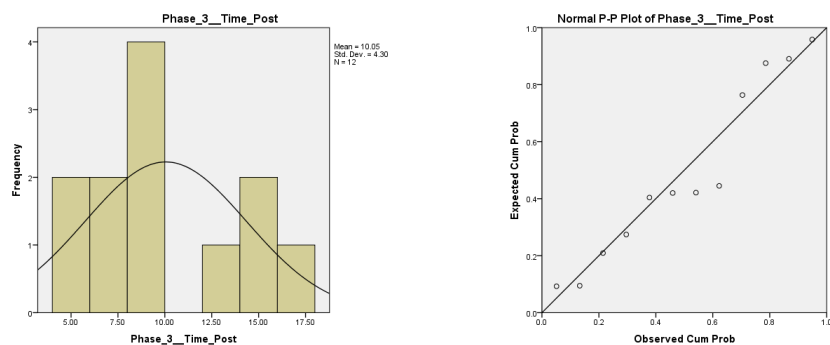 Phase_3__Time_Post
Mean = 10.05
Std. Dev. = 4.30
N = 12
Frequency
4
3
2
1
0
5.00 7.50 10.00 12.50 15.00 17.50
Phase_3__Time_Post
Normal P-P Plot of Phase_3__Time_Post
Expected Cum Prob
1.0
0.8
0.6
0.4
0.2
0.0
0.0 0.2 0.4 0.6 0.8 1.0
Observed Cum Prob